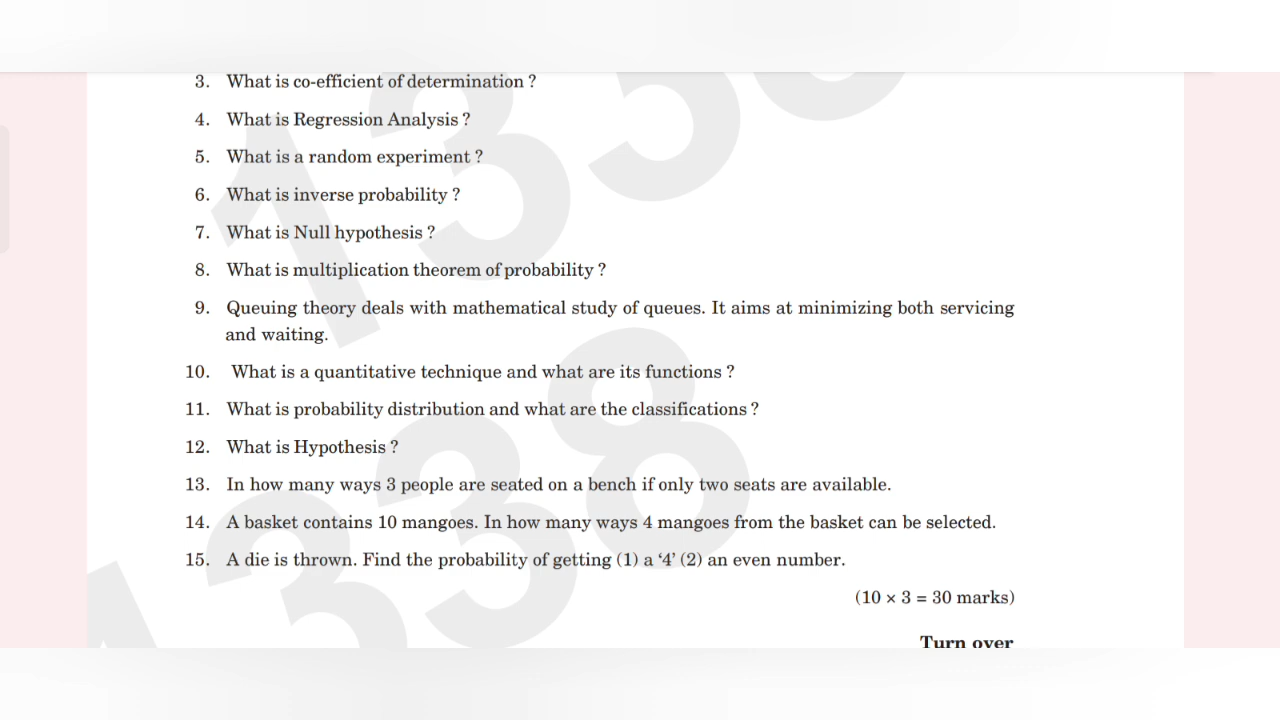 3. What is co-efficient of determination ?
4. What is Regression Analysis ?
5. What is a random experiment ?
6. What is inverse probability ?
7. What is Null hypothesis ?
8. What is multiplication theorem of probability ?
9. Queuing theory deals with mathematical study of queues. It aims at minimizing both servicing
and waiting.
10. What is a quantitative technique and what are its functions ?
11. What is probability distribution and what are the classifications ?
12. What is Hypothesis ?
13. In how many ways 3 people are seated on a bench if only two seats are available.
14. A basket contains 10 mangoes. In how many ways 4 mangoes from the basket can be selected.
15. A die is thrown. Find the probability of getting (1) a ‘4’ (2) an even number.
(10 × 3 = 30 marks)
Turn over